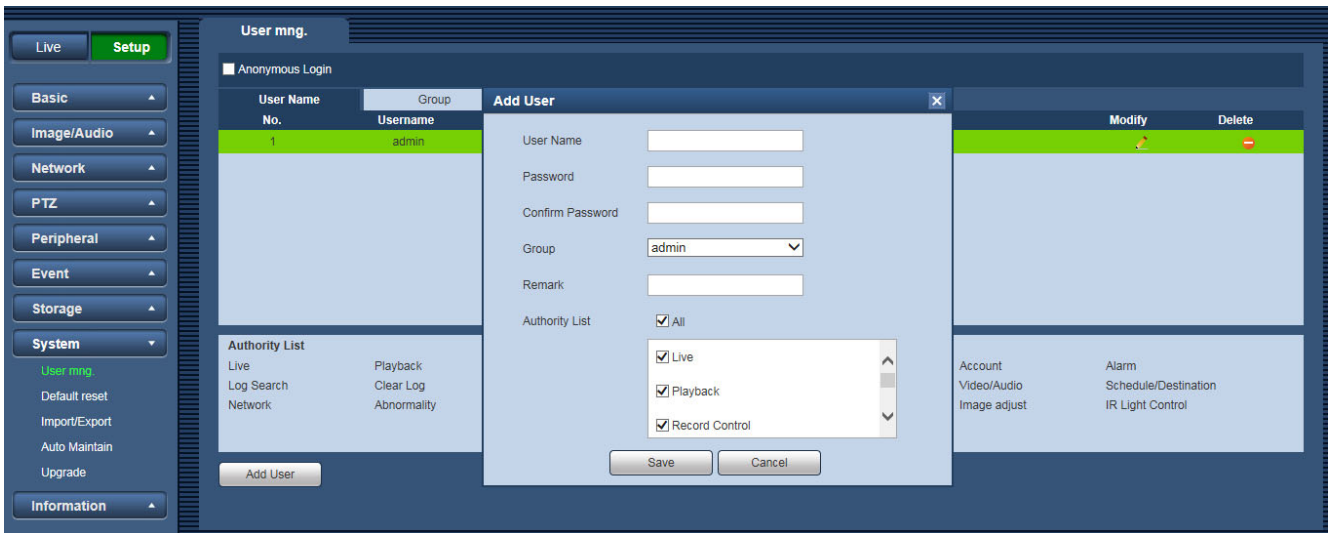 User mng.
Live Setup
Anonymous Login
Basic
Image/Audio
Network
PTZ
Peripheral
Event
Storage
System
User mng.
Default reset
Import/Export
Auto Maintain
Upgrade
Information
User Name Group
No. Username Modify Delete
1 admin
Add User
User Name
Password
Confirm Password
Group admin
Remark
Authority List All
Live
Playback
Record Control
Save Cancel
Authority List
Live Playback Account Alarm
Log Search Clear Log Video/Audio Schedule/Destination
Network Abnormality Image adjust IR Light Control
Add User